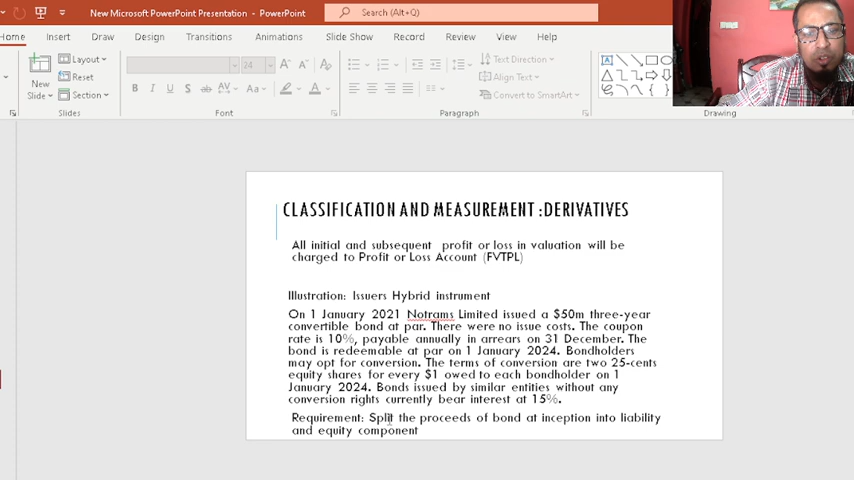 New Microsoft PowerPoint Presentation - PowerPoint
Search (Alt+Q)
Home Insert Draw Design Transitions Animations Slide Show Record Review View Help
New Slide
Layout
Reset
Section
24
B I U S ab AV Aa A
Text Direction
Align Text
Convert to SmartArt
Slides Font Paragraph Drawing
CLASSIFICATION AND MEASUREMENT :DERIVATIVES
All initial and subsequent profit or loss in valuation will be
charged to Profit or Loss Account (FVTPL)
Illustration: Issuers Hybrid instrument
On 1 January 2021 Notrams Limited issued a $50m three-year
convertible bond at par. There were no issue costs. The coupon
rate is 10%, payable annually in arrears on 31 December. The
bond is redeemable at par on 1 January 2024. Bondholders
may opt for conversion. The terms of conversion are two 25-cents
equity shares for every $1 owed to each bondholder on 1
January 2024. Bonds issued by similar entities without any
conversion rights currently bear interest at 15%.
Requirement: Split the proceeds of bond at inception into liability
and equity component